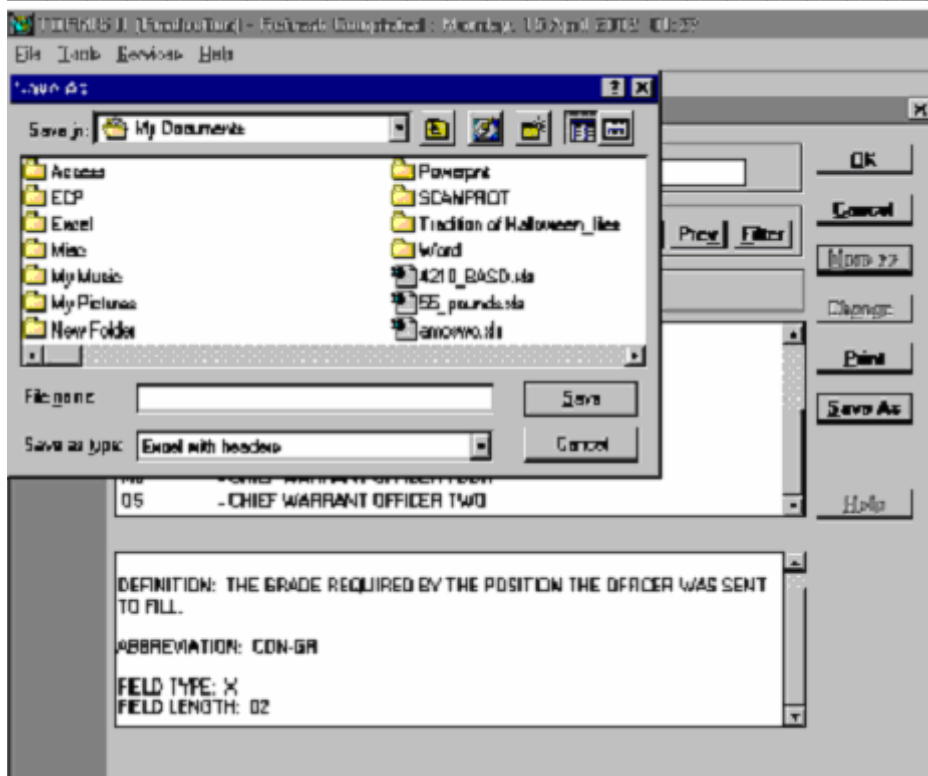 File Tools Services Help
Save As
Save in: My Documents
Access
ECP
Excel
Misc
My Music
My Pictures
New Folder
Powerpnt
SCANPROT
Tradition of Halloween_files
Word
4210_BASD.xls
55_pounds.xls
File name:
Save
Save as type: Excel with headers
Cancel
OK
Cancel
More >>
Change
Print
Save As
Help
Prev Filter
05 - CHIEF WARRANT OFFICER TWO
DEFINITION: THE GRADE REQUIRED BY THE POSITION THE OFFICER WAS SENT
TO FILL.
ABBREVIATION: CON-GR
FIELD TYPE: X
FIELD LENGTH: 02